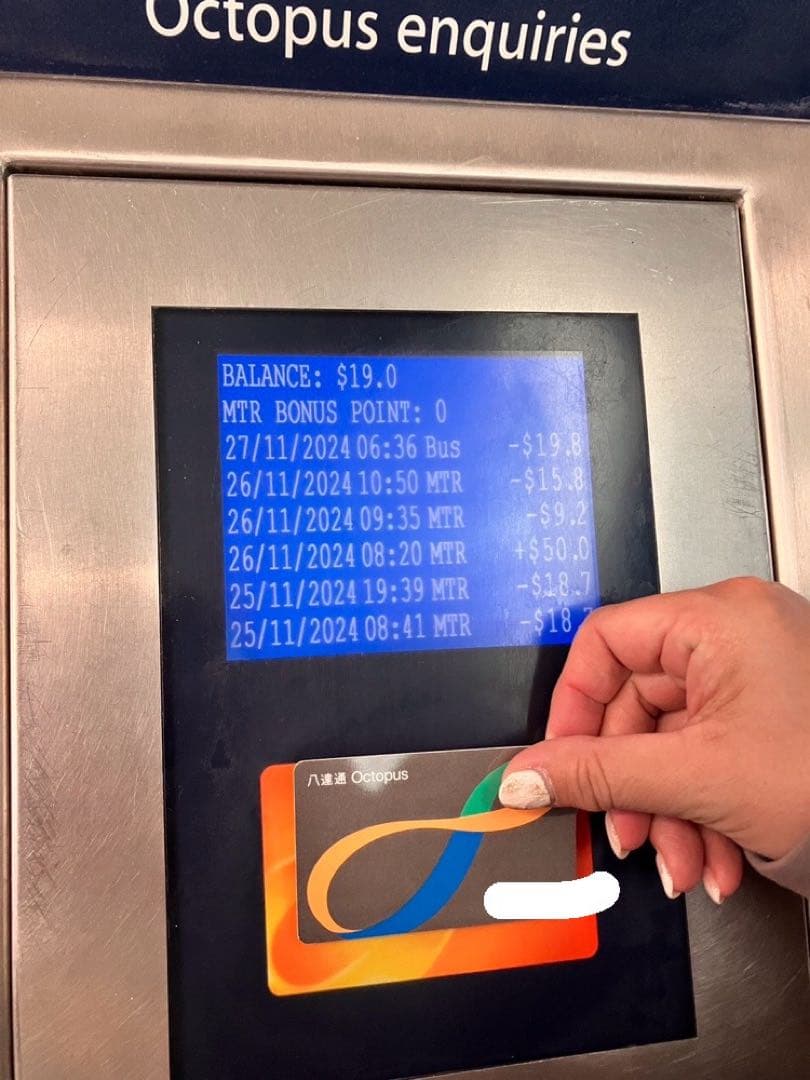 Octopus enquiries
BALANCE: $19.0
MTR BONUS POINT: 0
27/11/2024 06:36 Bus -$19.8
26/11/2024 10:50 MTR -$15.8
26/11/2024 09:35 MTR -$9.2
26/11/2024 08:20 MTR +$50.0
25/11/2024 19:39 MTR -$18.7
25/11/2024 08:41 MTR -$18
八達通 Octopus